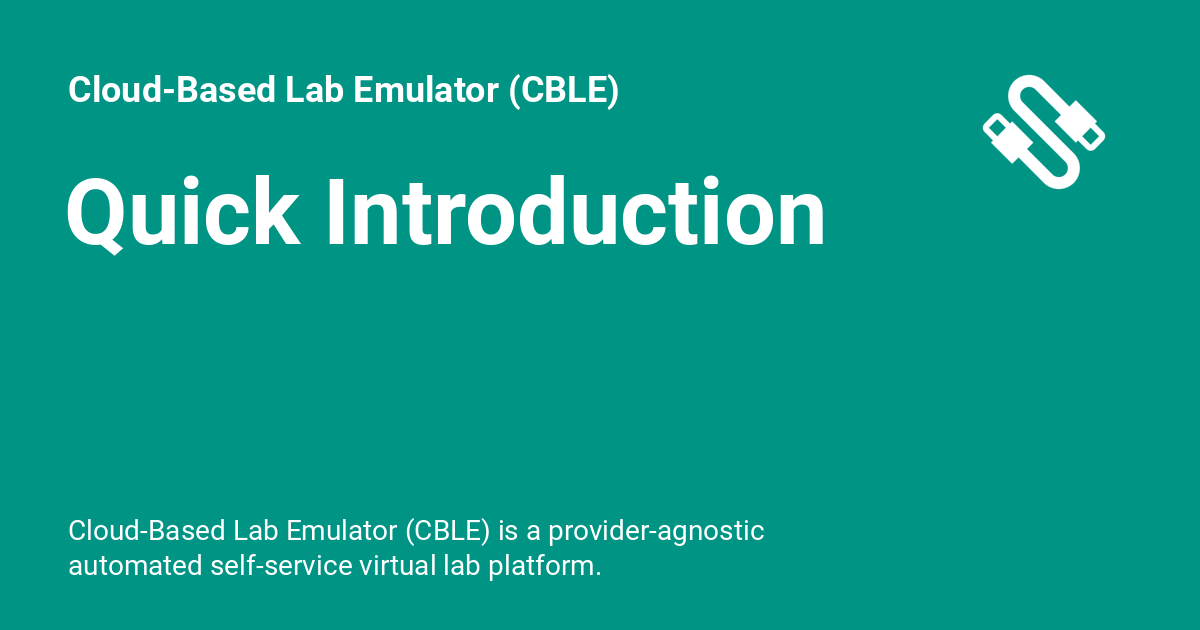 Cloud-Based Lab Emulator (CBLE)
Quick Introduction
Cloud-Based Lab Emulator (CBLE) is a provider-agnostic
automated self-service virtual lab platform.